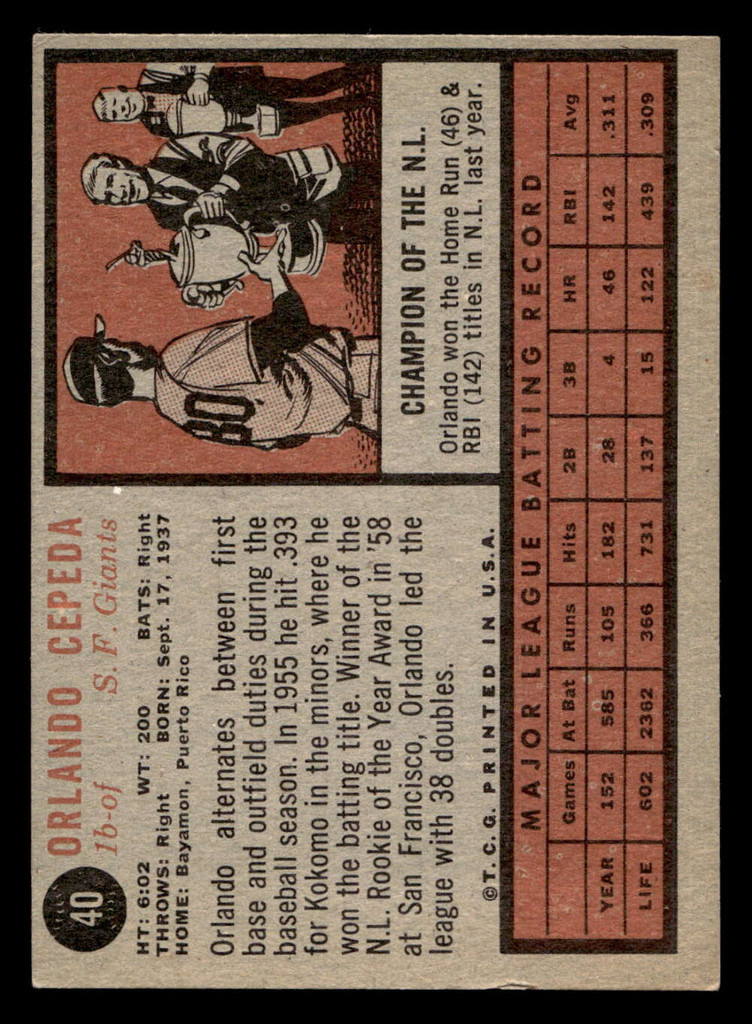 40
ORLANDO CEPEDA
1b-of S. F. Giants
HT: 6:02 WT: 200 BATS: Right
THROWS: Right BORN: Sept. 17, 1937
HOME: Bayamon, Puerto Rico
Orlando alternates between first
base and outfield duties during the
baseball season. In 1955 he hit .393
for Kokomo in the minors, where he
won the batting title. Winner of the
N.L. Rookie of the Year Award in '58
at San Francisco, Orlando led the
league with 38 doubles.
©T. C. G. PRINTED IN U.S.A.
30
CHAMPION OF THE N.L.
Orlando won the Home Run (46) &
RBI (142) titles in N.L. last year.
MAJOR LEAGUE BATTING RECORD
Games At Bat Runs Hits 2B 3B HR RBI Avg
YEAR 152 585 105 182 28 4 46 142 .311
LIFE 602 2362 366 731 137 15 122 439 .309